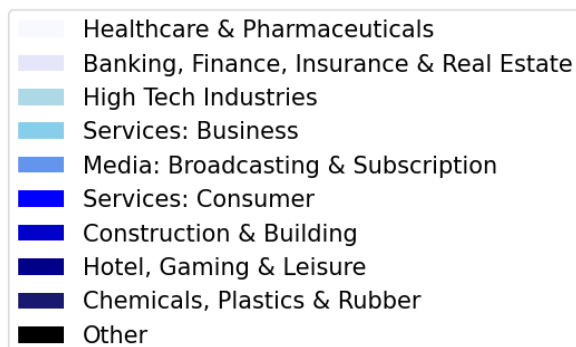 Healthcare & Pharmaceuticals
Banking, Finance, Insurance & Real Estate
High Tech Industries
Services: Business
Media: Broadcasting & Subscription
Services: Consumer
Construction & Building
Hotel, Gaming & Leisure
Chemicals, Plastics & Rubber
Other